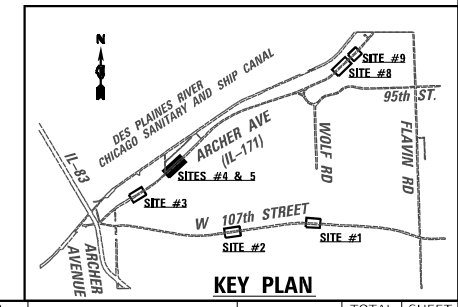 N
SITE #9
SITE #8
DES PLAINES RIVER
CHICAGO SANITARY AND SHIP CANAL
95th ST.
ARCHER AVE
(IL-171)
WOLF RD
FLAVIN RD
IL-83
SITES #4 & 5
SITE #3
W 107th STREET
SITE #1
SITE #2
ARCHER
AVENUE
KEY PLAN
TOTAL SHEET